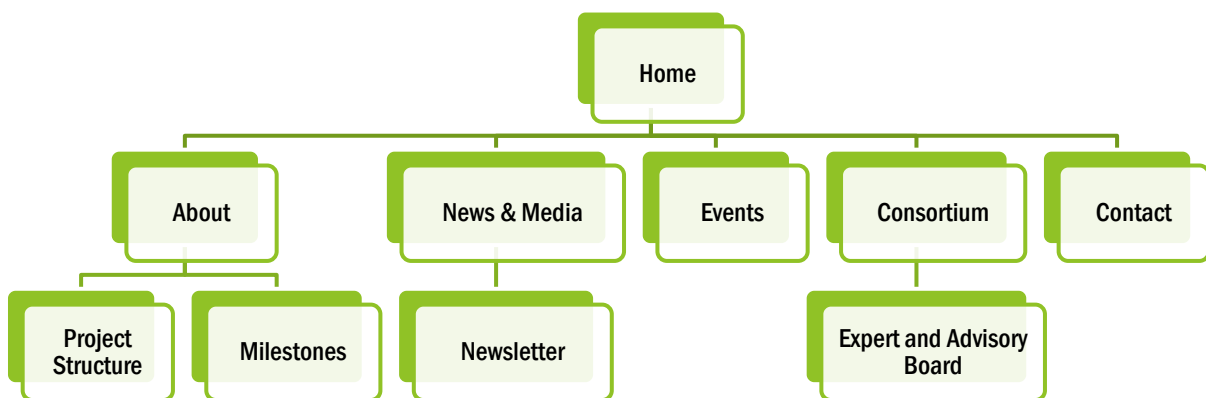 Home
About
News & Media
Events
Consortium
Contact
Project
Structure
Milestones
Newsletter
Expert and Advisory
Board